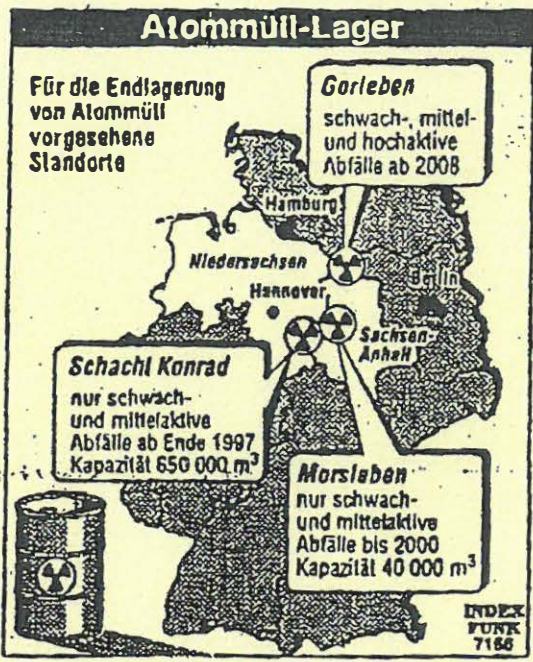 Atommüll-Lager
Für die Endlagerung
von Atommüll
vorgesehene
Standorte
Gorleben
schwach-, mittel-
und hochaktive
Abfälle ab 2008
Hamburg
Niedersachsen
Hannover
Berlin
Sachsen-
Anhalt
Schacht Konrad
nur schwach-
und mittelaktive
Abfälle ab Ende 1997
Kapazität 650 000 m³
Morsleben
nur schwach-
und mittelaktive
Abfälle bis 2000
Kapazität 40 000 m³
INDEX
FUNK
7186